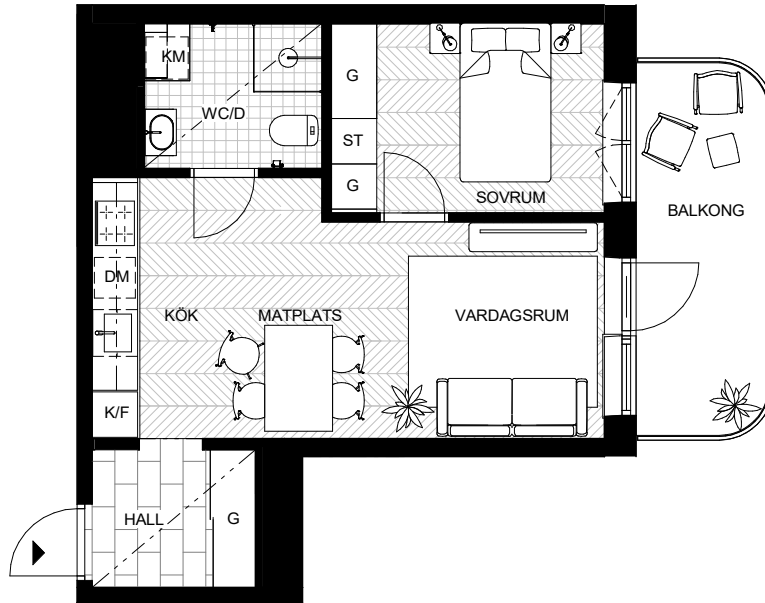 KM
WC/D
G
ST
G
SOVRUM
BALKONG
DM
KÖK
MATPLATS
VARDAGSRUM
K/F
HALL
G